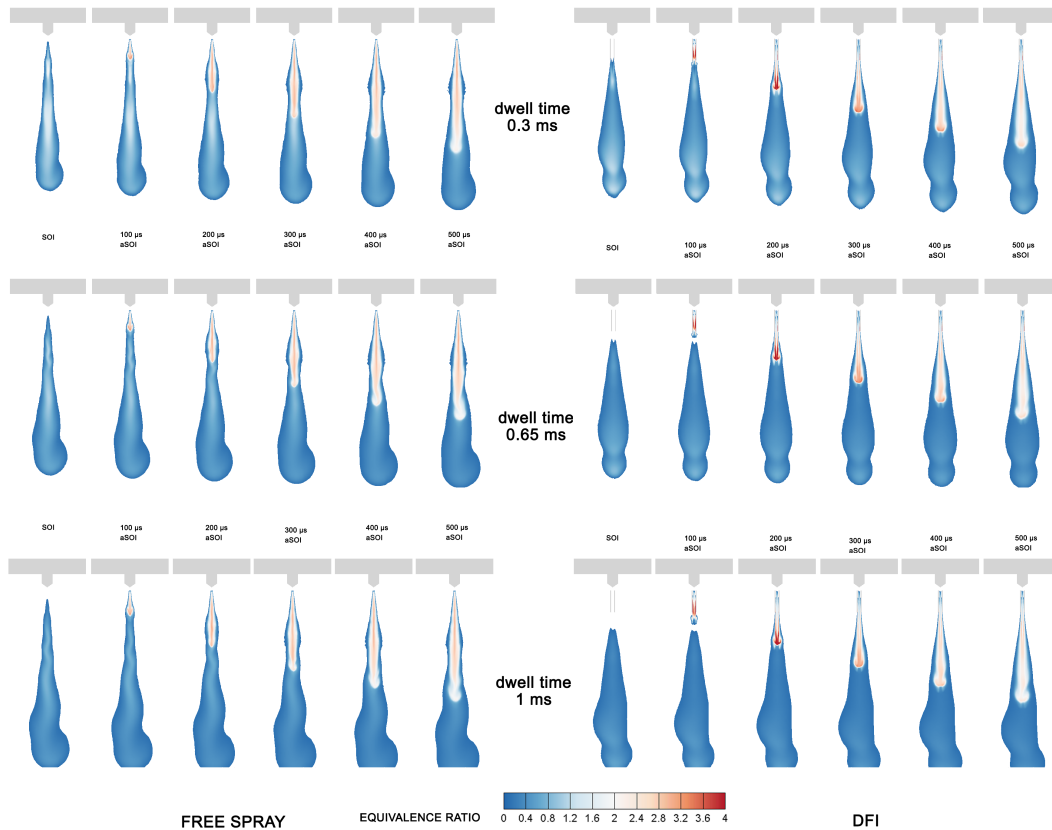 dwell time
0.3 ms
SOI
100 µs
aSOI
200 µs
aSOI
300 µs
aSOI
400 µs
aSOI
500 µs
aSOI
SOI
100 µs
aSOI
200 µs
aSOI
300 µs
aSOI
400 µs
aSOI
500 µs
aSOI
dwell time
0.65 ms
SOI
100 µs
aSOI
200 µs
aSOI
300 µs
aSOI
400 µs
aSOI
500 µs
aSOI
SOI
100 µs
aSOI
200 µs
aSOI
300 µs
aSOI
400 µs
aSOI
500 µs
aSOI
dwell time
1 ms
FREE SPRAY
EQUIVALENCE RATIO
0 0.4 0.8 1.2 1.6 2 2.4 2.8 3.2 3.6 4
DFI